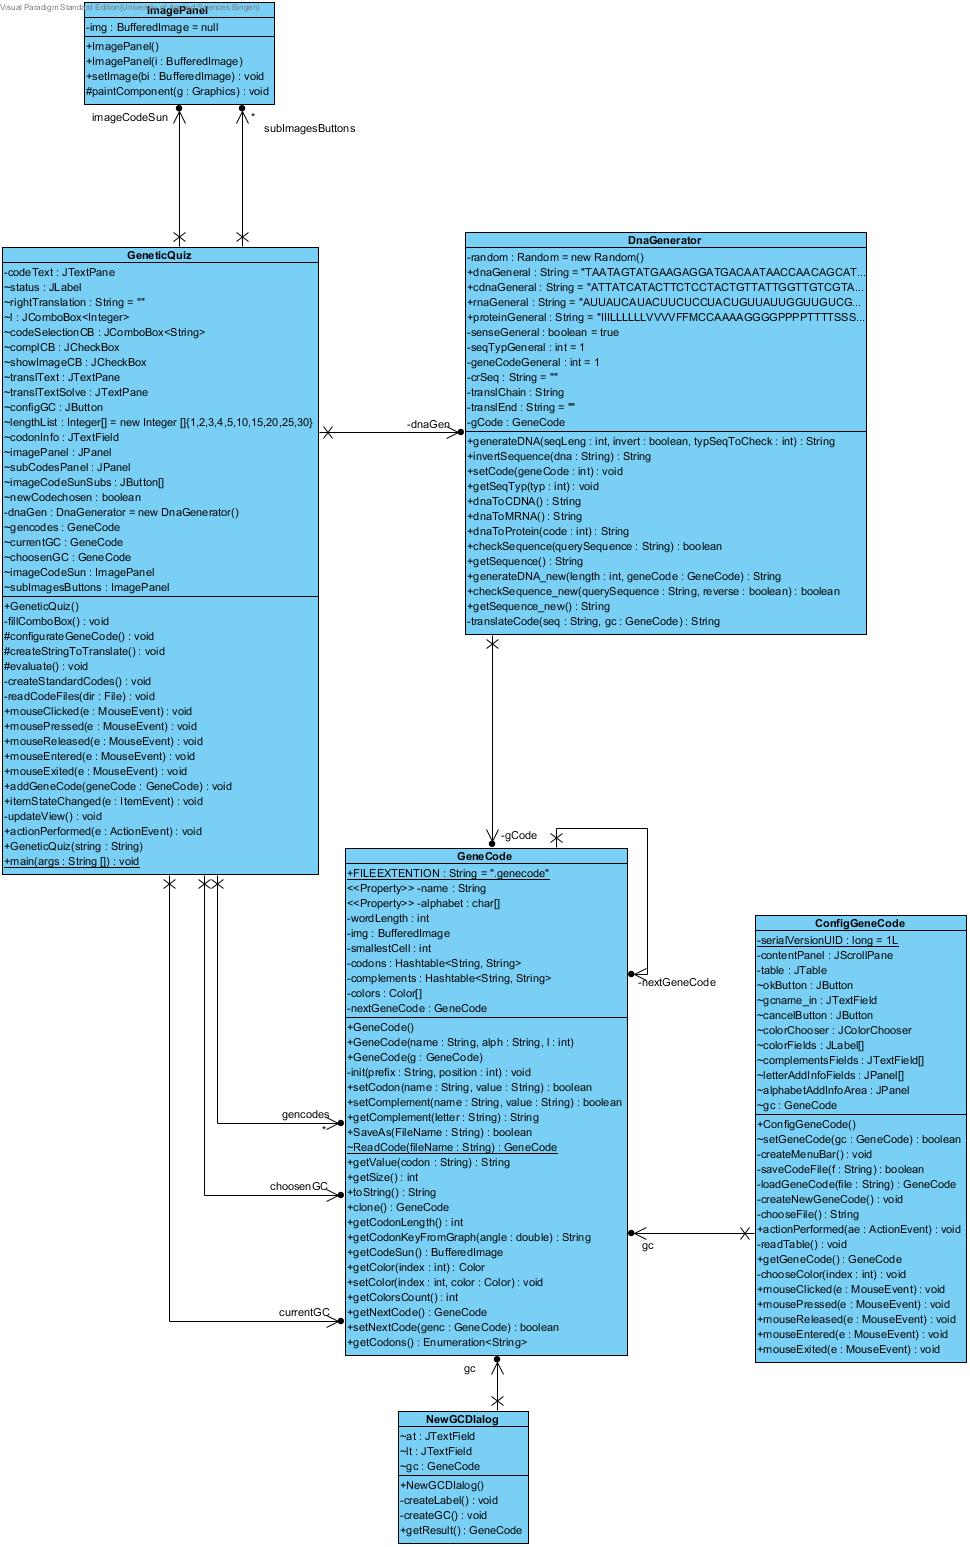 Visual Paradigm Standard Edition(University of Applied Sciences Bingen)
ImagePanel
-img : BufferedImage = null
+ImagePanel()
+ImagePanel(i : BufferedImage)
+setImage(bi : BufferedImage) : void
#paintComponent(g : Graphics) : void
imageCodeSun
*
subImagesButtons
GeneticQuiz
-codeText : JTextPane
~status : JLabel
~rightTranslation : String = ""
~l : JComboBox<Integer>
~codeSelectionCB : JComboBox<String>
~complCB : JCheckBox
~showImageCB : JCheckBox
~translText : JTextPane
~translTextSolve : JTextPane
~configGC : JButton
~lengthList : Integer[] = new Integer []{1,2,3,4,5,10,15,20,25,30}
~codonInfo : JTextField
~imagePanel : JPanel
~subCodesPanel : JPanel
~imageCodeSunSubs : JButton[]
~newCodechosen : boolean
-dnaGen : DnaGenerator = new DnaGenerator()
~gencodes : GeneCode
~currentGC : GeneCode
~choosenGC : GeneCode
~imageCodeSun : ImagePanel
~subImagesButtons : ImagePanel
+GeneticQuiz()
-fillComboBox() : void
#configurateGeneCode() : void
#createStringToTranslate() : void
#evaluate() : void
-createStandardCodes() : void
-readCodeFiles(dir : File) : void
+mouseClicked(e : MouseEvent) : void
+mousePressed(e : MouseEvent) : void
+mouseReleased(e : MouseEvent) : void
+mouseEntered(e : MouseEvent) : void
+mouseExited(e : MouseEvent) : void
+addGeneCode(geneCode : GeneCode) : void
+itemStateChanged(e : ItemEvent) : void
-updateView() : void
+actionPerformed(e : ActionEvent) : void
+GeneticQuiz(string : String)
+main(args : String []) : void
-dnaGen
DnaGenerator
-random : Random = new Random()
+dnaGeneral : String = "TAATAGTATGAAGAGGATGACAATAACCAACAGCAT...
+cdnaGeneral : String = "ATTATCATACTTCTCCTACTGTTATTGGTTGTCGTA...
+rnaGeneral : String = "AUUAUCAUACUUCUCCUACUGUUAUUGGUUGUCG...
+proteinGeneral : String = "IIILLLLLLVVVVFFMCCAAAAGGGGPPPPTTTTSSS...
-senseGeneral : boolean = true
-seqTypGeneral : int = 1
-geneCodeGeneral : int = 1
-crSeq : String = ""
-translChain : String
-translEnd : String = ""
-gCode : GeneCode
+generateDNA(seqLeng : int, invert : boolean, typSeqToCheck : int) : String
+invertSequence(dna : String) : String
+setCode(geneCode : int) : void
+getSeqTyp(typ : int) : void
+dnaToCDNA() : String
+dnaToMRNA() : String
+dnaToProtein(code : int) : String
+checkSequence(querySequence : String) : boolean
+getSequence() : String
+generateDNA_new(length : int, geneCode : GeneCode) : String
+checkSequence_new(querySequence : String, reverse : boolean) : boolean
+getSequence_new() : String
-translateCode(seq : String, gc : GeneCode) : String
-gCode
GeneCode
+FILEEXTENTION : String = ".genecode"
<<Property>> -name : String
<<Property>> -alphabet : char[]
-wordLength : int
-img : BufferedImage
-smallestCell : int
-codons : Hashtable<String, String>
-complements : Hashtable<String, String>
-colors : Color[]
-nextGeneCode : GeneCode
+GeneCode()
+GeneCode(name : String, alph : String, l : int)
+GeneCode(g : GeneCode)
-init(prefix : String, position : int) : void
+setCodon(name : String, value : String) : boolean
+setComplement(name : String, value : String) : boolean
+getComplement(letter : String) : String
+SaveAs(FileName : String) : boolean
~ReadCode(fileName : String) : GeneCode
+getValue(codon : String) : String
+getSize() : int
+toString() : String
+clone() : GeneCode
+getCodonLength() : int
+getCodonKeyFromGraph(angle : double) : String
+getCodeSun() : BufferedImage
+getColor(index : int) : Color
+setColor(index : int, color : Color) : void
+getColorsCount() : int
+getNextCode() : GeneCode
+setNextCode(genc : GeneCode) : boolean
+getCodons() : Enumeration<String>
-nextGeneCode
gencodes
*
choosenGC
currentGC
gc
ConfigGeneCode
-serialVersionUID : long = 1L
-contentPanel : JScrollPane
-table : JTable
~okButton : JButton
~gcname_in : JTextField
~cancelButton : JButton
~colorChooser : JColorChooser
~colorFields : JLabel[]
~complementsFields : JTextField[]
~letterAddInfoFields : JPanel[]
~alphabetAddInfoArea : JPanel
~gc : GeneCode
+ConfigGeneCode()
~setGeneCode(gc : GeneCode) : boolean
-createMenuBar() : void
-saveCodeFile(f : String) : boolean
-loadGeneCode(file : String) : GeneCode
-createNewGeneCode() : void
-chooseFile() : String
+actionPerformed(ae : ActionEvent) : void
-readTable() : void
+getGeneCode() : GeneCode
-chooseColor(index : int) : void
+mouseClicked(e : MouseEvent) : void
+mousePressed(e : MouseEvent) : void
+mouseReleased(e : MouseEvent) : void
+mouseEntered(e : MouseEvent) : void
+mouseExited(e : MouseEvent) : void
gc
NewGCDIalog
~at : JTextField
~lt : JTextField
~gc : GeneCode
+NewGCDIalog()
-createLabel() : void
-createGC() : void
+getResult() : GeneCode